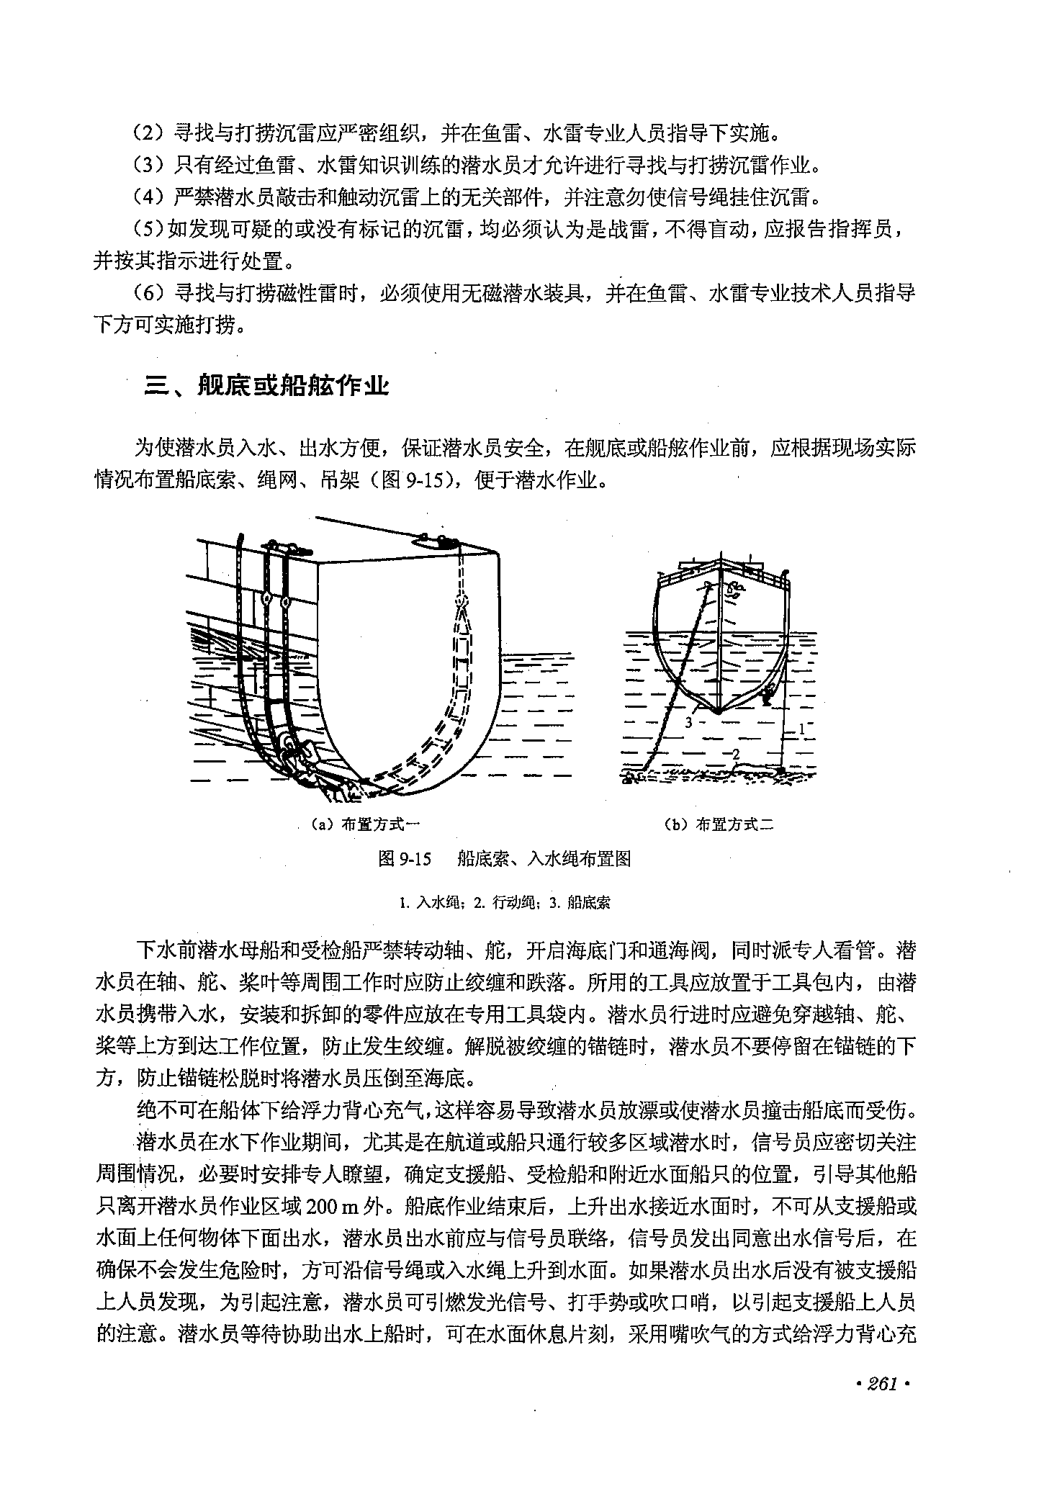 （2）寻找与打捞沉雷应严密组织，并在鱼雷、水雷专业人员指导下实施。
（3）只有经过鱼雷、水雷知识训练的潜水员才允许进行寻找与打捞沉雷作业。
（4）严禁潜水员敲击和触动沉雷上的无关部件，并注意勿使信号绳挂住沉雷。
（5）如发现可疑的或没有标记的沉雷，均必须认为是战雷，不得盲动，应报告指挥员，
并按其指示进行处置。
（6）寻找与打捞磁性雷时，必须使用无磁潜水装具，并在鱼雷、水雷专业技术人员指导
下方可实施打捞。
三、舰底或船舷作业
为使潜水员入水、出水方便，保证潜水员安全，在舰底或船舷作业前，应根据现场实际
情况布置船底索、绳网、吊架（图 9-15），便于潜水作业。
3
1
2
（a）布置方式一
（b）布置方式二
图 9-15 船底索、入水绳布置图
1. 入水绳；2. 行动绳；3. 船底索
下水前潜水母船和受检船严禁转动轴、舵，开启海底门和通海阀，同时派专人看管。潜
水员在轴、舵、桨叶等周围工作时应防止绞缠和跌落。所用的工具应放置于工具包内，由潜
水员携带入水，安装和拆卸的零件应放在专用工具袋内。潜水员行进时应避免穿越轴、舵、
桨等上方到达工作位置，防止发生绞缠。解脱被绞缠的锚链时，潜水员不要停留在锚链的下
方，防止锚链松脱时将潜水员压倒至海底。
绝不可在船体下给浮力背心充气，这样容易导致潜水员放漂或使潜水员撞击船底而受伤。
潜水员在水下作业期间，尤其是在航道或船只通行较多区域潜水时，信号员应密切关注
周围情况，必要时安排专人瞭望，确定支援船、受检船和附近水面船只的位置，引导其他船
只离开潜水员作业区域 200 m 外。船底作业结束后，上升出水接近水面时，不可从支援船或
水面上任何物体下面出水，潜水员出水前应与信号员联络，信号员发出同意出水信号后，在
确保不会发生危险时，方可沿信号绳或入水绳上升到水面。如果潜水员出水后没有被支援船
上人员发现，为引起注意，潜水员可引燃发光信号、打手势或吹口哨，以引起支援船上人员
的注意。潜水员等待协助出水上船时，可在水面休息片刻，采用嘴吹气的方式给浮力背心充
·261·